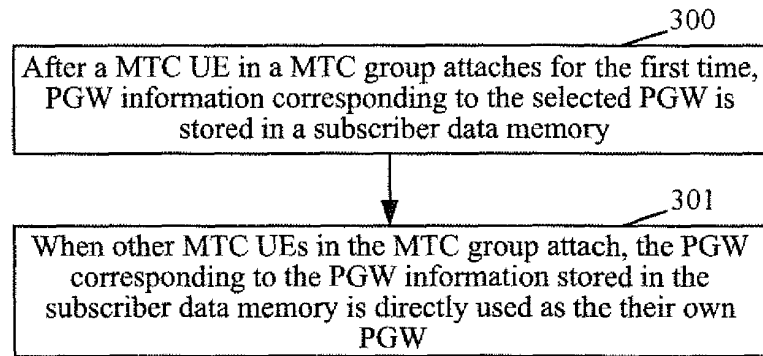 300
After a MTC UE in a MTC group attaches for the first time,
PGW information corresponding to the selected PGW is
stored in a subscriber data memory
301
When other MTC UEs in the MTC group attach, the PGW
corresponding to the PGW information stored in the
subscriber data memory is directly used as the their own
PGW